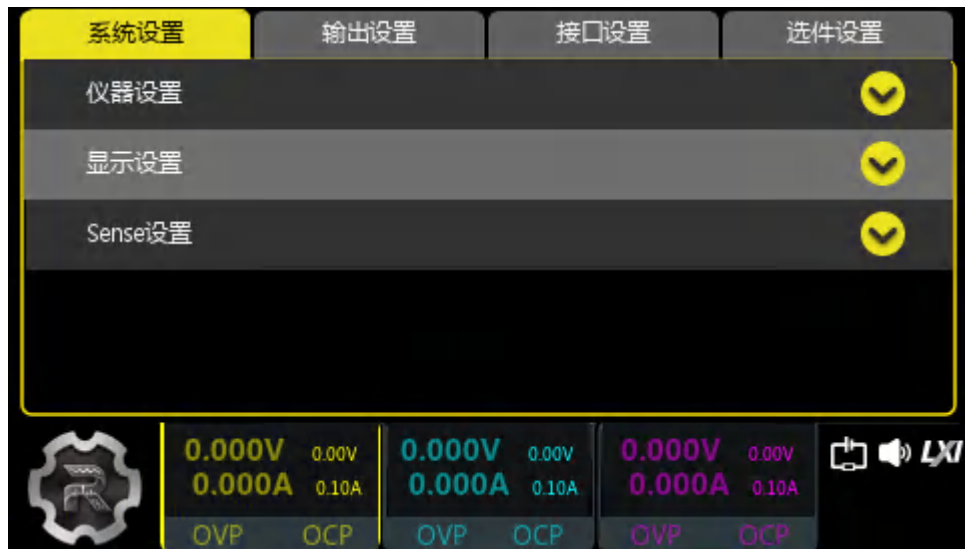 系统设置 输出设置 接口设置 选件设置
仪器设置
显示设置
Sense设置
0.000V 0.00V 0.000V 0.00V 0.000V 0.00V LXI
0.000A 0.10A 0.000A 0.10A 0.000A 0.10A
R
OVP OCP OVP OCP OVP OCP